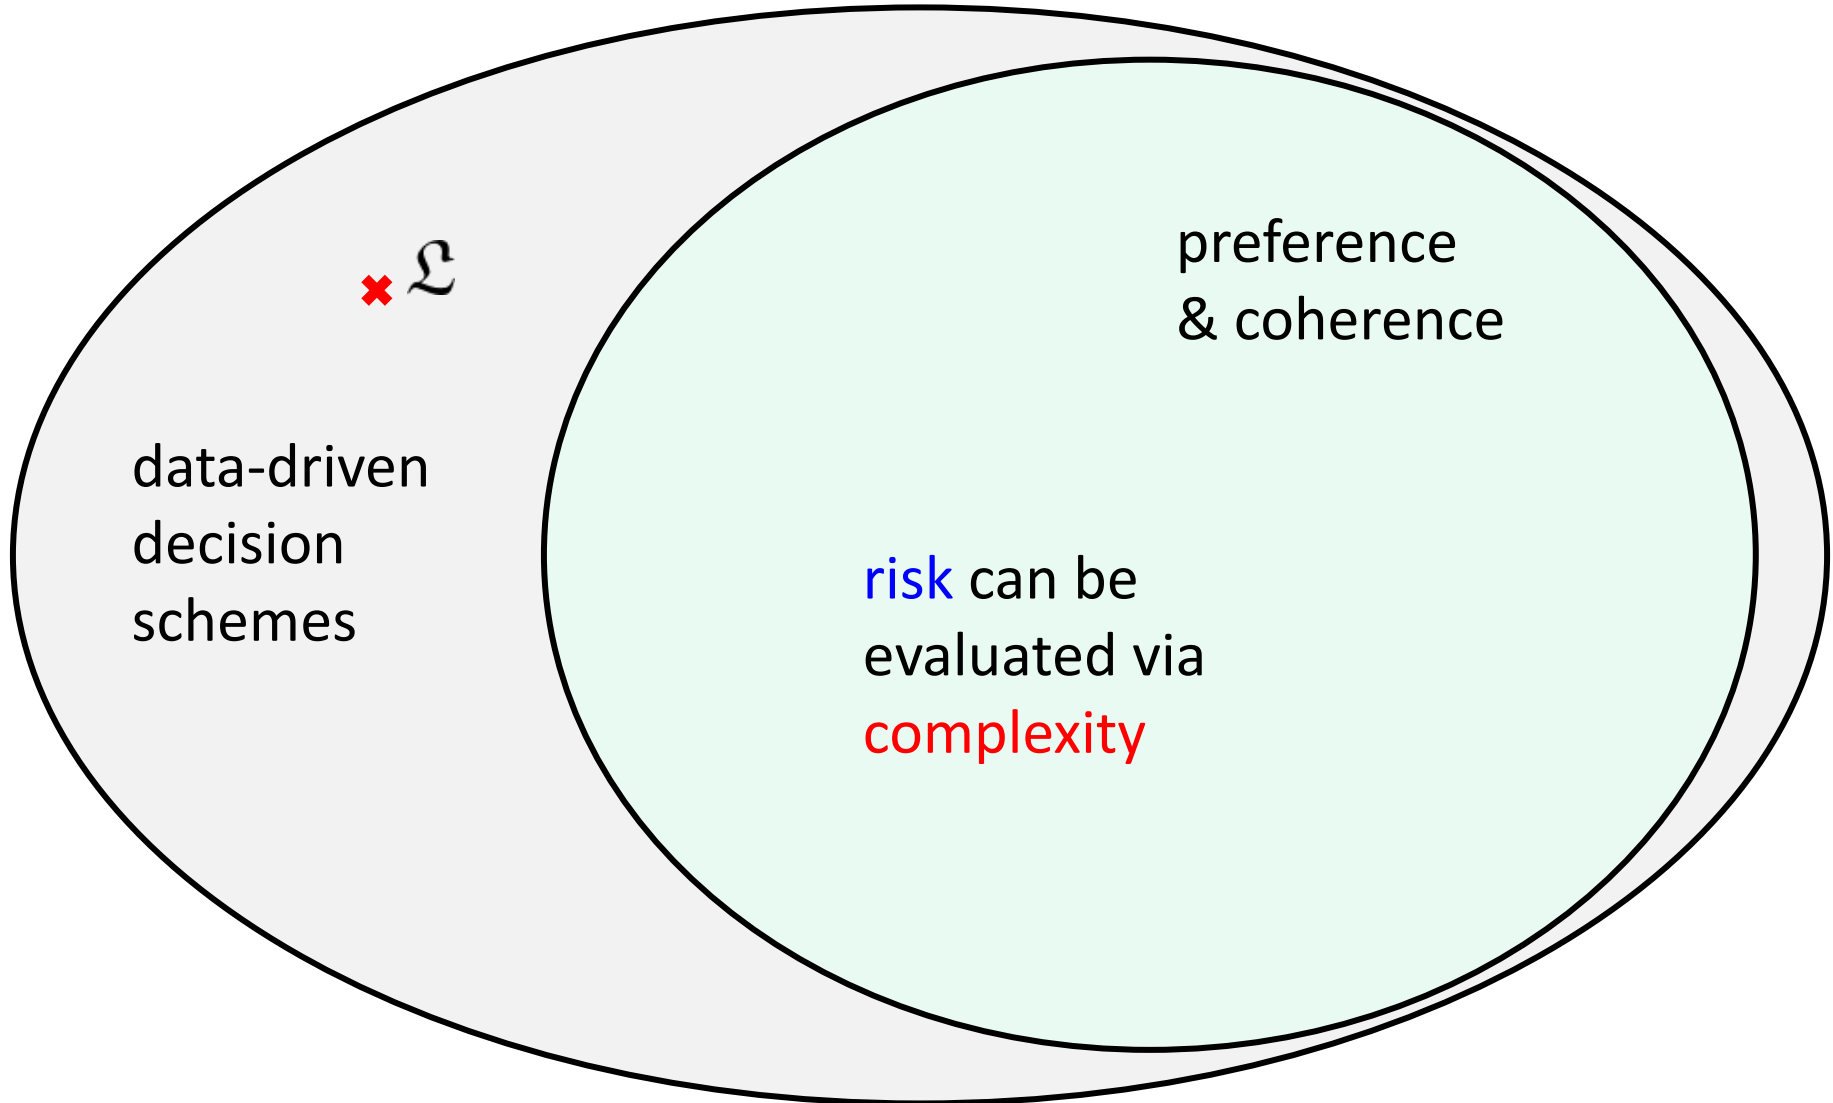 𝔏
data-driven
decision
schemes
preference
& coherence
risk can be
evaluated via
complexity